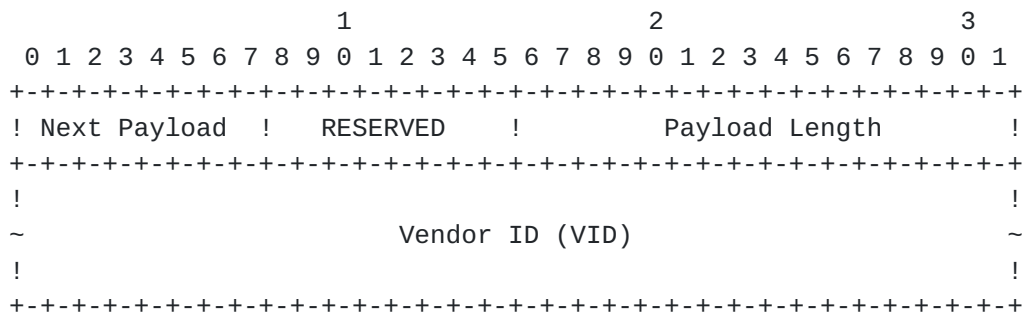 1                   2                   3
 0 1 2 3 4 5 6 7 8 9 0 1 2 3 4 5 6 7 8 9 0 1 2 3 4 5 6 7 8 9 0 1
+-+-+-+-+-+-+-+-+-+-+-+-+-+-+-+-+-+-+-+-+-+-+-+-+-+-+-+-+-+-+-+-+
! Next Payload  !   RESERVED    !         Payload Length        !
+-+-+-+-+-+-+-+-+-+-+-+-+-+-+-+-+-+-+-+-+-+-+-+-+-+-+-+-+-+-+-+-+
!                                                               !
~                        Vendor ID (VID)                        ~
!                                                               !
+-+-+-+-+-+-+-+-+-+-+-+-+-+-+-+-+-+-+-+-+-+-+-+-+-+-+-+-+-+-+-+-+